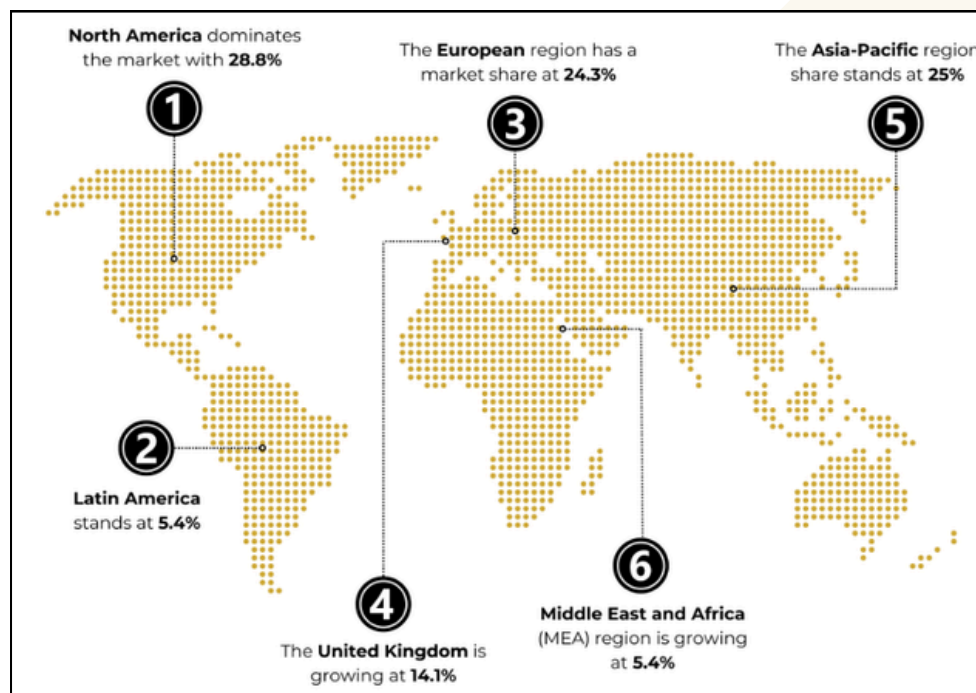 North America dominates
the market with 28.8%
1
The European region has a
market share at 24.3%
3
The Asia-Pacific region
share stands at 25%
5
2
Latin America
stands at 5.4%
4
The United Kingdom is
growing at 14.1%
6
Middle East and Africa
(MEA) region is growing
at 5.4%